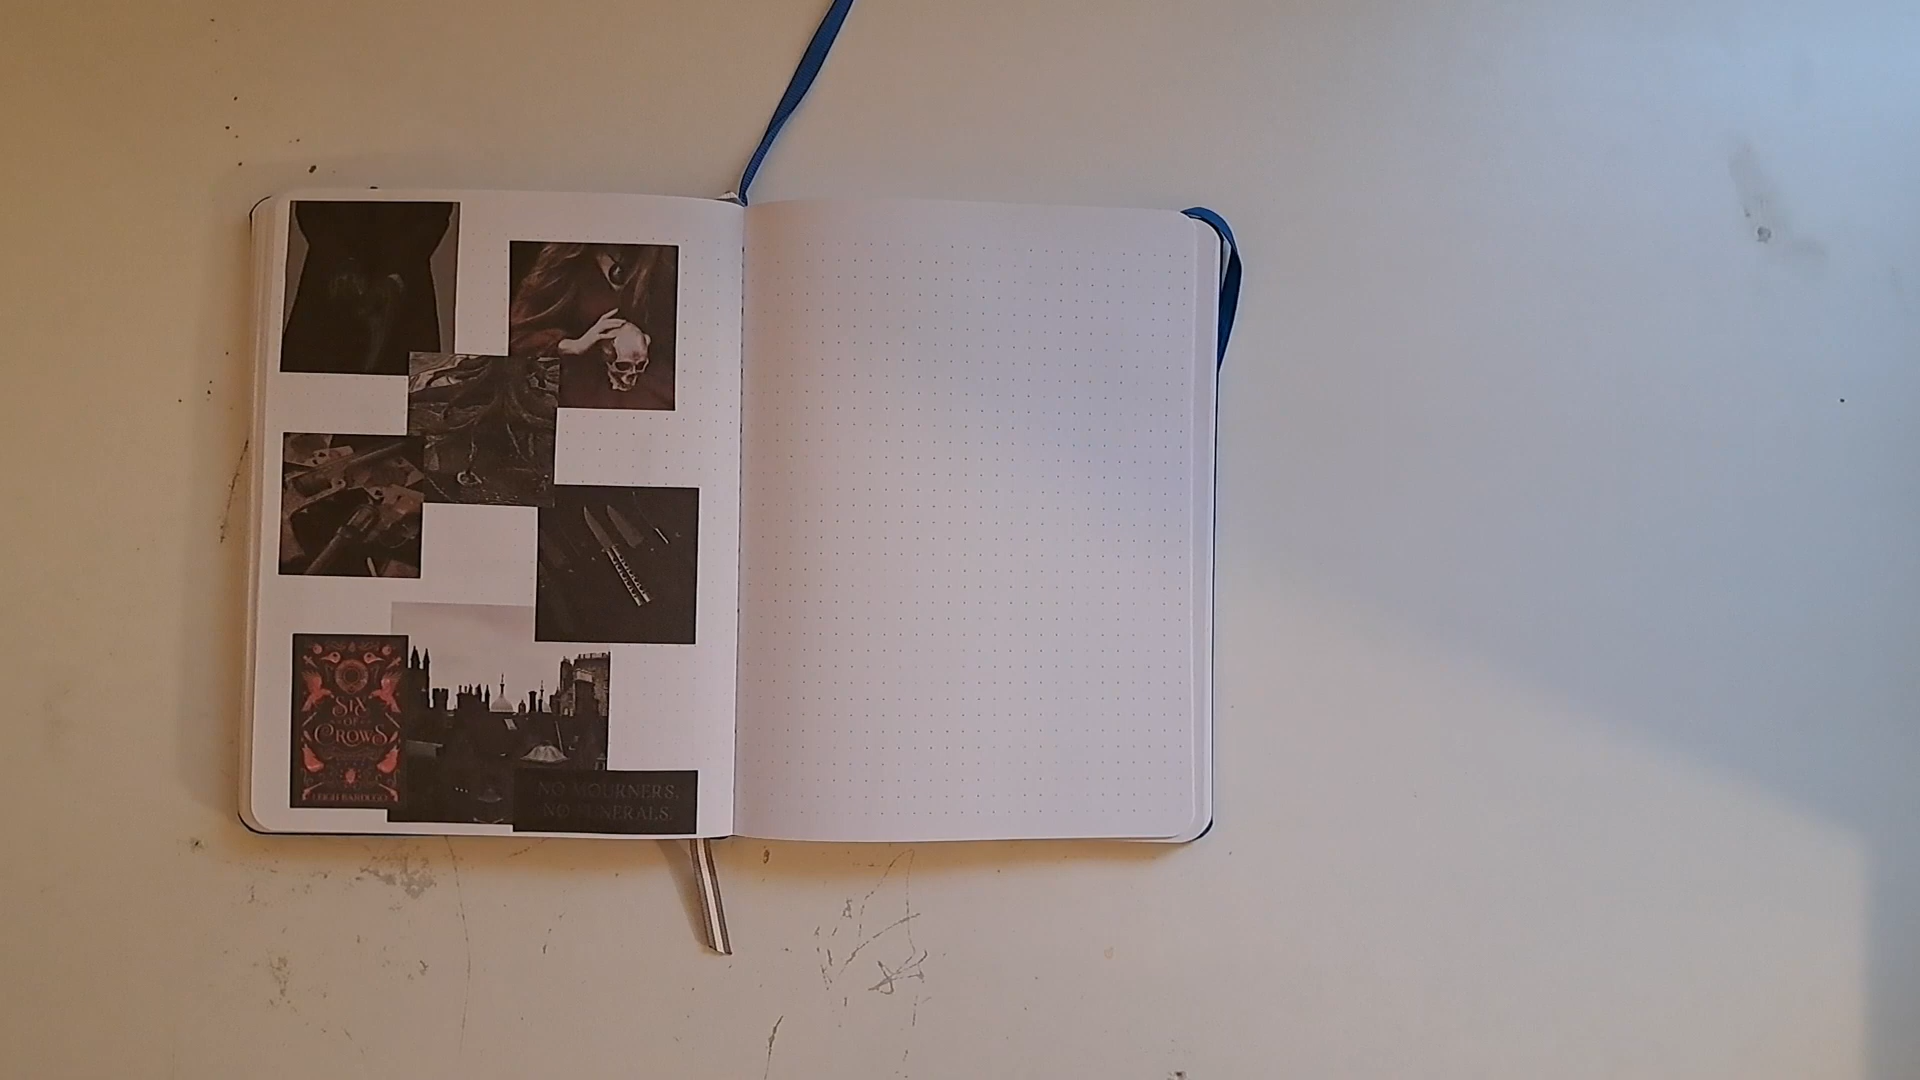 SIX
OF
CROWS
LEIGH BARDUGO
NO MOURNERS.
NO FUNERALS.